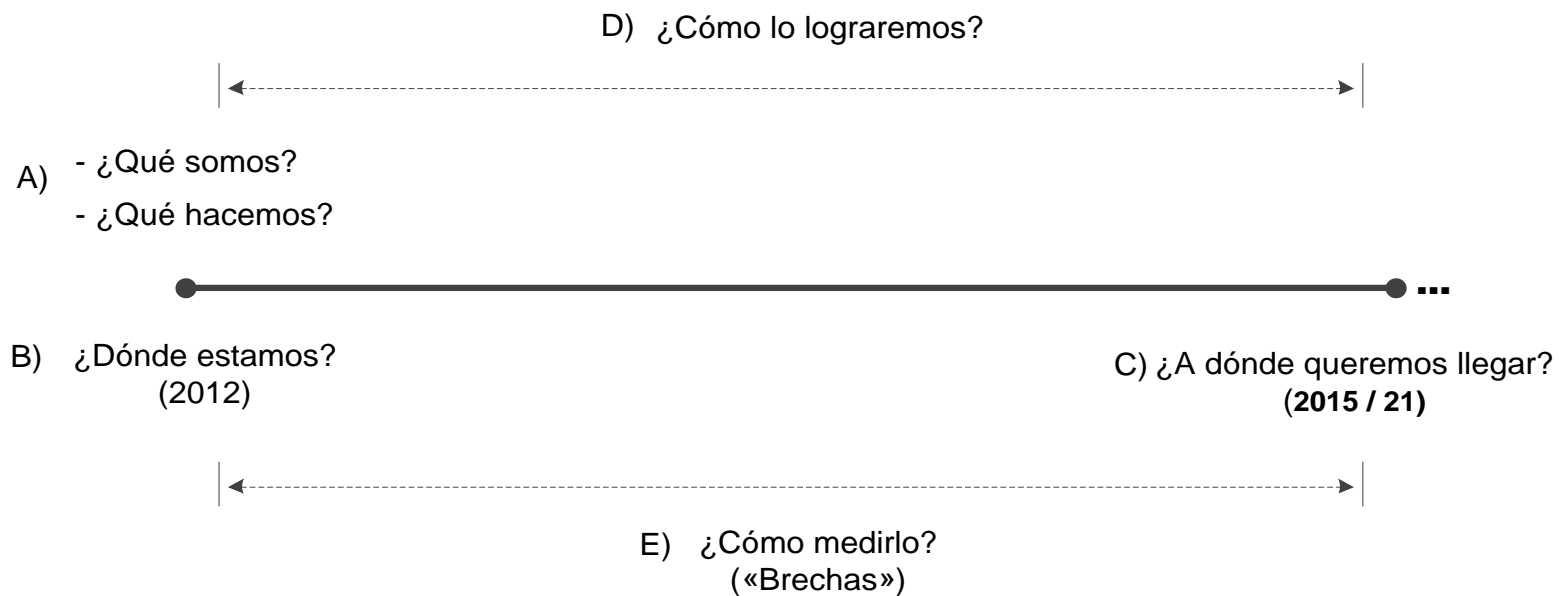 D) ¿Cómo lo lograremos?
A)
- ¿Qué somos?
- ¿Qué hacemos?
...
B) ¿Dónde estamos?
(2012)
C) ¿A dónde queremos llegar?
(2015 / 21)
E) ¿Cómo medirlo?
(«Brechas»)